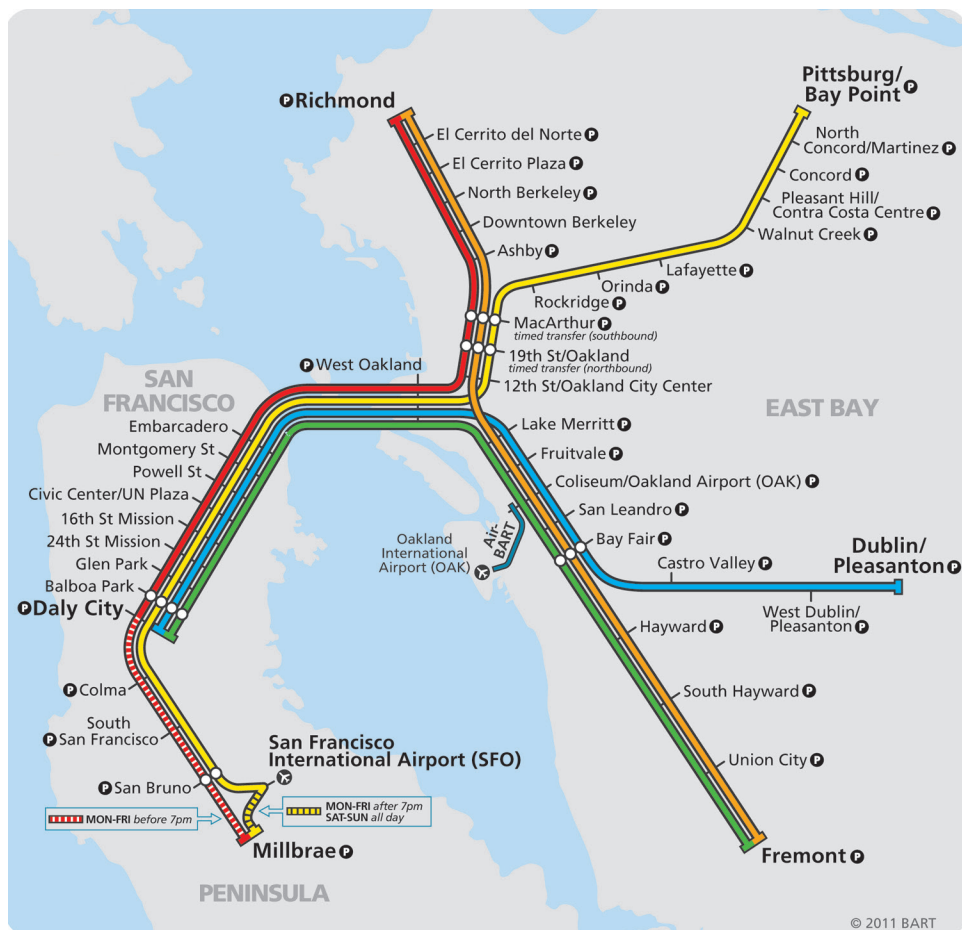 Richmond
Pittsburg/
Bay Point
P
P
El Cerrito del Norte P
El Cerrito Plaza P
North Berkeley P
Downtown Berkeley
Ashby P
North
Concord/Martinez P
Concord P
Pleasant Hill/
Contra Costa Centre P
Walnut Creek P
Lafayette P
Orinda P
Rockridge P
MacArthur P
timed transfer (southbound)
19th St/Oakland
timed transfer (northbound)
12th St/Oakland City Center
P West Oakland
SAN
FRANCISCO
EAST BAY
Embarcadero
Montgomery St
Powell St
Civic Center/UN Plaza
16th St Mission
24th St Mission
Glen Park
Balboa Park
P Daly City
Lake Merritt P
Fruitvale P
Coliseum/Oakland Airport (OAK) P
San Leandro P
Bay Fair P
Air-
BART
Oakland
International
Airport (OAK)
Castro Valley P
Dublin/
Pleasanton P
West Dublin/
Pleasanton P
Hayward P
South Hayward P
Union City P
Fremont P
P Colma
South
P San Francisco
P San Bruno
San Francisco
International Airport (SFO)
MON-FRI before 7pm
MON-FRI after 7pm
SAT-SUN all day
Millbrae P
PENINSULA
© 2011 BART